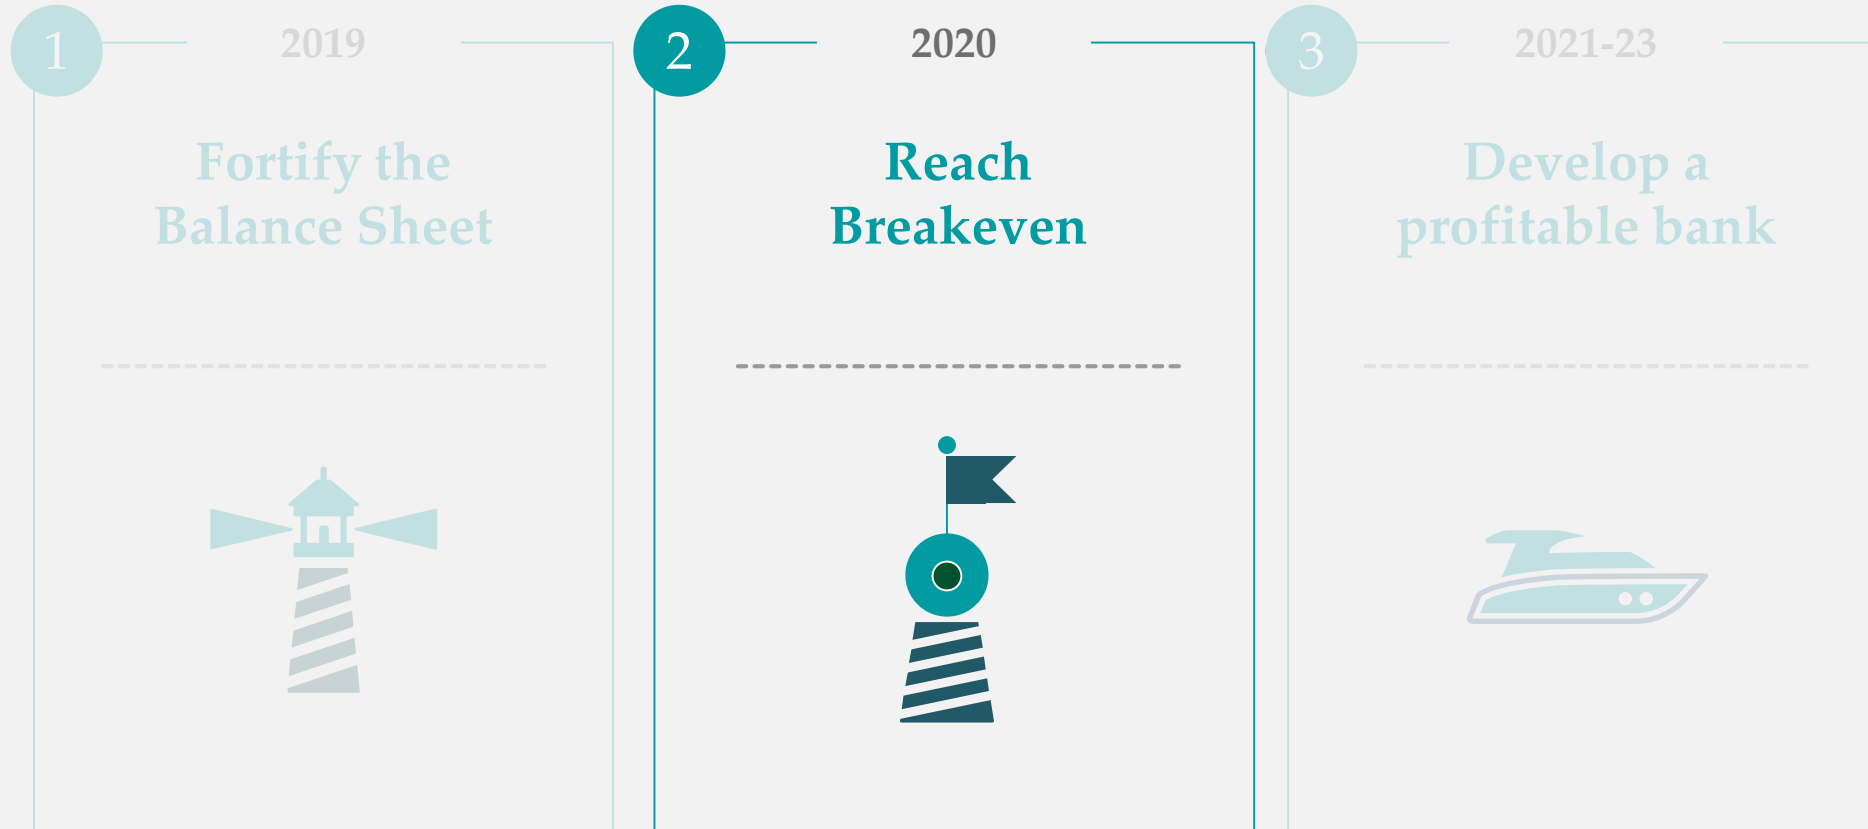 1
2019
Fortify the
Balance Sheet
2
2020
Reach
Breakeven
3
2021-23
Develop a
profitable bank